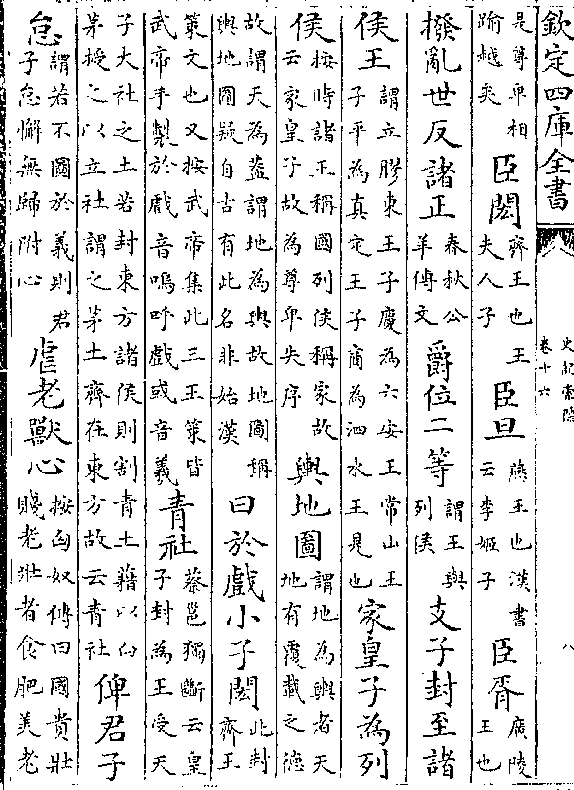 欽定四庫全書 史記索隱 卷十六 八
是尊卑相踰越矣 臣閎 齊王也王夫人子 臣旦 燕王也漢書云李姬子 臣胥 廣陵王也
撥亂世反諸正 春秋公羊傳文 爵位二等 謂王與列侯 支子封至諸
侯王 謂立膠東王子慶為六安王常山王子平為真定王子商為泗水王是也 家皇子為列
侯 按時諸王稱國列侯稱家故云家皇子故為尊卑失序 輿地圖 謂地為輿者天地有覆載之德
故謂天為蓋謂地為輿故地圖稱輿地圖疑自古有此名非始漢 曰於戲小子閎 此封齊王
策文也又按武帝集此三王策皆武帝手製於戲音嗚呼戲或音義 青社 蔡邕獨斷云皇子封為王受天
子大社之土若封東方諸侯則割青土藉以白茅授之以立社謂之茅土齊在東方故云青社 俾君子
怠 謂若不圖於義則君子怠懈無歸附心 虐老獸心 按匈奴傳曰國貴壯賤老壯者食肥美老